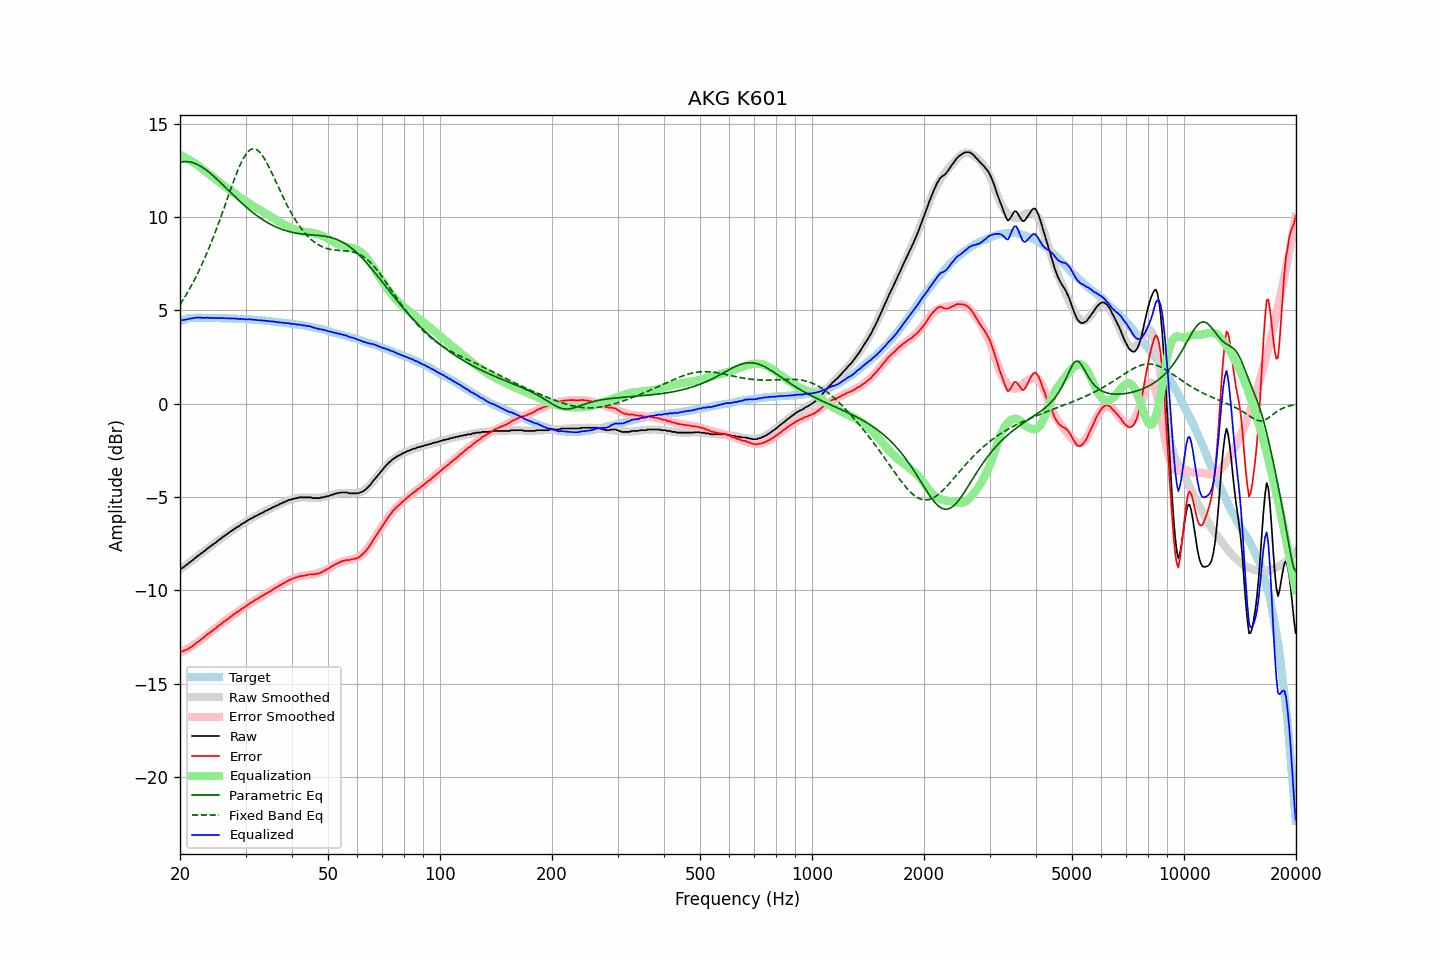 AKG K601
15
10
5
0
−5
−10
−15
−20
Amplitude (dBr)
Target
Raw Smoothed
Error Smoothed
Raw
Error
Equalization
Parametric Eq
Fixed Band Eq
Equalized
20 50 100 200 500 1000 2000 5000 10000 20000
Frequency (Hz)